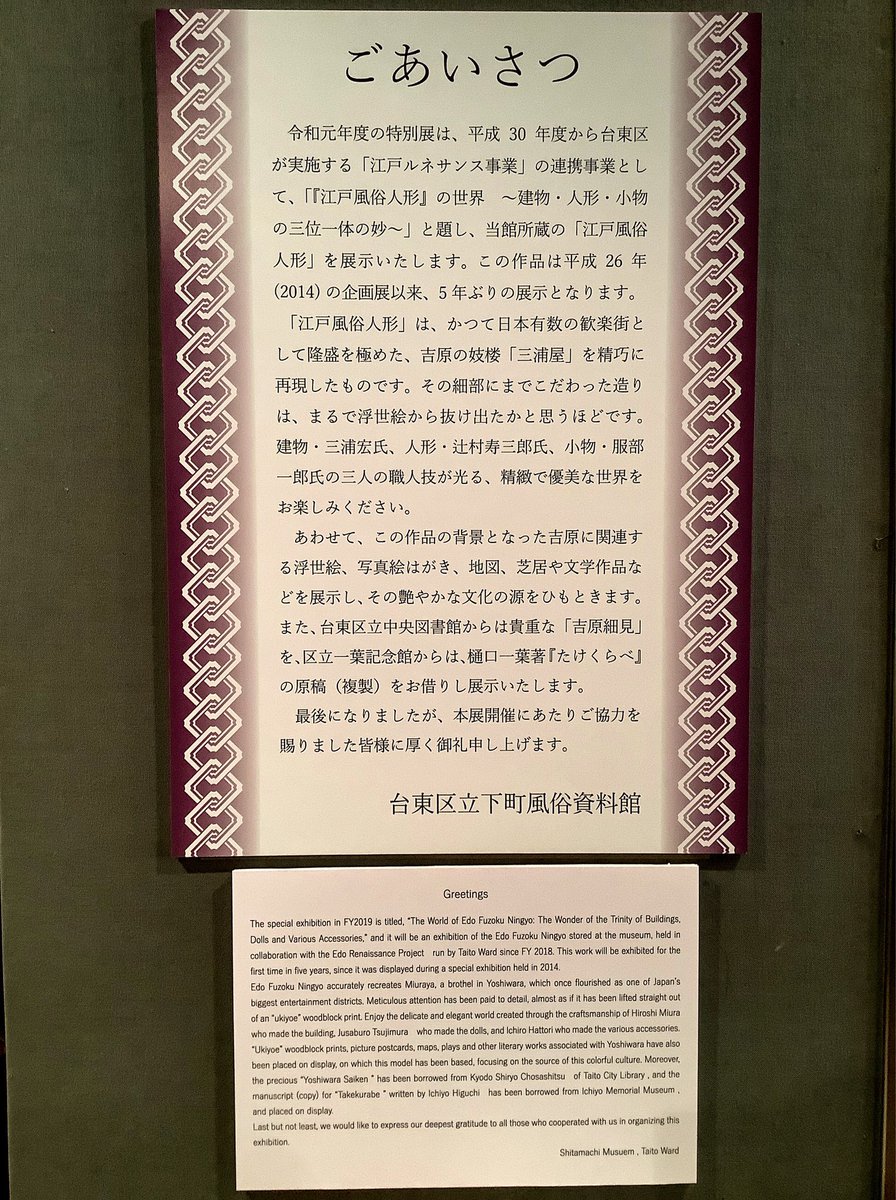 ごあいさつ
令和元年度の特別展は、平成 30 年度から台東区
が実施する「江戸ルネサンス事業」の連携事業とし
て、「『江戸風俗人形』の世界　～建物・人形・小物
の三位一体の妙～」と題し、当館所蔵の「江戸風俗
人形」を展示いたします。この作品は平成 26 年
(2014) の企画展以来、5 年ぶりの展示となります。
「江戸風俗人形」は、かつて日本有数の歓楽街と
して隆盛を極めた、吉原の妓楼「三浦屋」を精巧に
再現したものです。その細部にまでこだわった造り
は、まるで浮世絵から抜け出たかと思うほどです。
建物・三浦宏氏、人形・辻村寿三郎氏、小物・服部
一郎氏の三人の職人技が光る、精緻で優美な世界を
お楽しみください。
あわせて、この作品の背景となった吉原に関連す
る浮世絵、写真絵はがき、地図、芝居や文学作品な
どを展示し、その艶やかな文化の源をひもときます。
また、台東区立中央図書館からは貴重な「吉原細見」
を、区立一葉記念館からは、樋口一葉著『たけくらべ』
の原稿（複製）をお借りし展示いたします。
最後になりましたが、本展開催にあたりご協力を
賜りました皆様に厚く御礼申し上げます。
台東区立下町風俗資料館
Greetings
The special exhibition in FY2019 is titled, "The World of Edo Fuzoku Ningyo: The Wonder of the Trinity of Buildings,
Dolls and Various Accessories," and it will be an exhibition of the Edo Fuzoku Ningyo stored at the museum, held in
collaboration with the Edo Renaissance Project run by Taito Ward since FY 2018. This work will be exhibited for the
first time in five years, since it was displayed during a special exhibition held in 2014.
Edo Fuzoku Ningyo accurately recreates Miuraya, a brothel in Yoshiwara, which once flourished as one of Japan's
biggest entertainment districts. Meticulous attention has been paid to detail, almost as if it has been lifted straight out
of an "ukiyoe" woodblock print. Enjoy the delicate and elegant world created through the craftsmanship of Hiroshi Miura
who made the building, Jusaburo Tsujimura who made the dolls, and Ichiro Hattori who made the various accessories.
"Ukiyoe" woodblock prints, picture postcards, maps, plays and other literary works associated with Yoshiwara have also
been placed on display, on which this model has been based, focusing on the source of this colorful culture. Moreover,
the precious "Yoshiwara Saiken " has been borrowed from Kyodo Shiryo Chosashitsu of Taito City Library , and the
manuscript (copy) for "Takekurabe " written by Ichiyo Higuchi has been borrowed from Ichiyo Memorial Museum ,
and placed on display.
Last but not least, we would like to express our deepest gratitude to all those who cooperated with us in organizing this
exhibition.
Shitamachi Musuem , Taito Ward